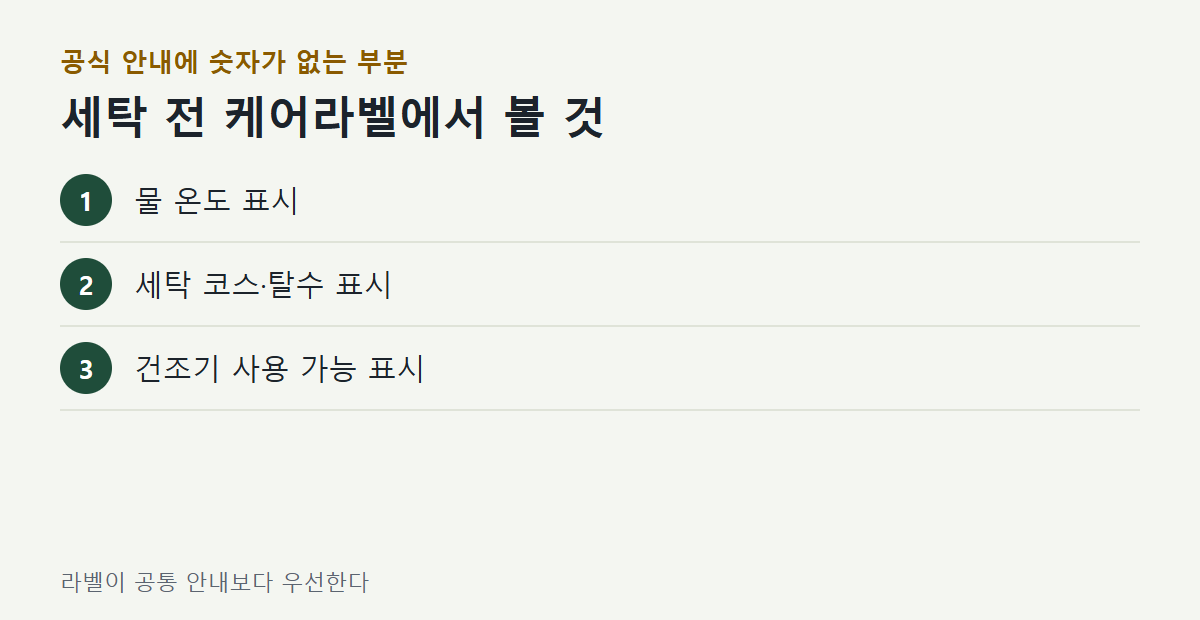 공식 안내에 숫자가 없는 부분
세탁 전 케어라벨에서 볼 것
1 물 온도 표시
2 세탁 코스·탈수 표시
3 건조기 사용 가능 표시
라벨이 공통 안내보다 우선한다